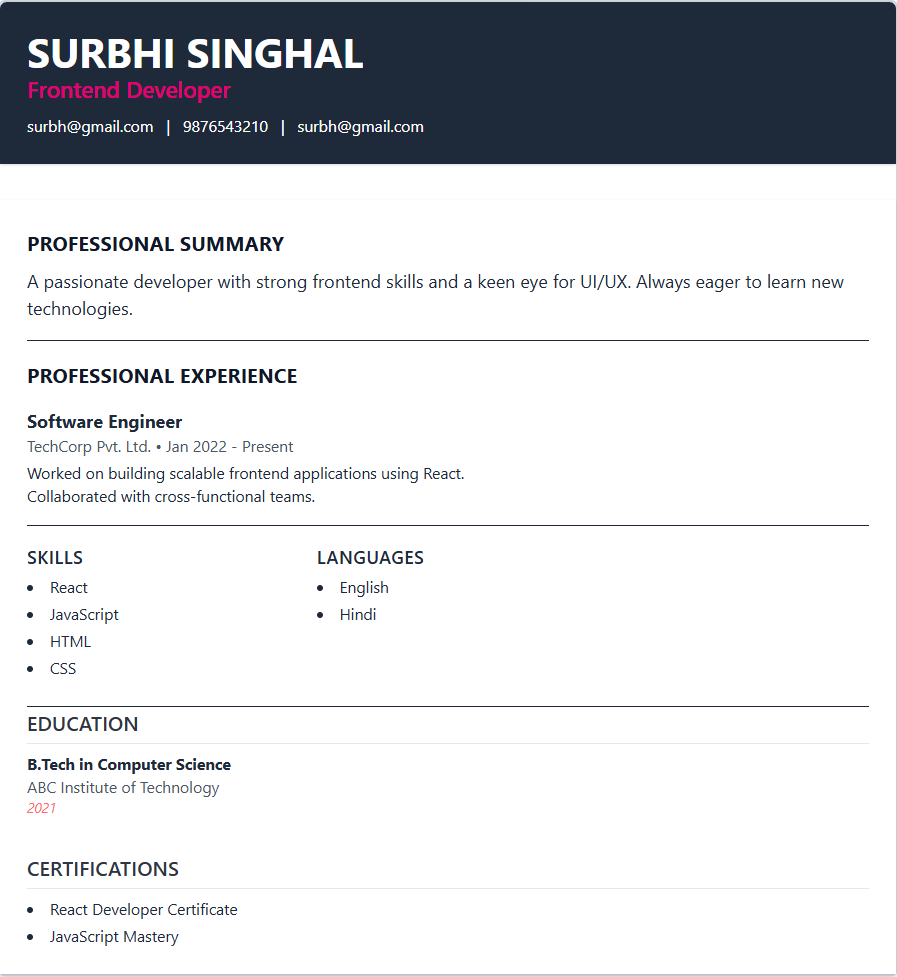 SURBHI SINGHAL
Frontend Developer
surbh@gmail.com | 9876543210 | surbh@gmail.com
PROFESSIONAL SUMMARY
A passionate developer with strong frontend skills and a keen eye for UI/UX. Always eager to learn new
technologies.
PROFESSIONAL EXPERIENCE
Software Engineer
TechCorp Pvt. Ltd. • Jan 2022 - Present
Worked on building scalable frontend applications using React.
Collaborated with cross-functional teams.
SKILLS
• React
• JavaScript
• HTML
• CSS
LANGUAGES
• English
• Hindi
EDUCATION
B.Tech in Computer Science
ABC Institute of Technology
2021
CERTIFICATIONS
• React Developer Certificate
• JavaScript Mastery